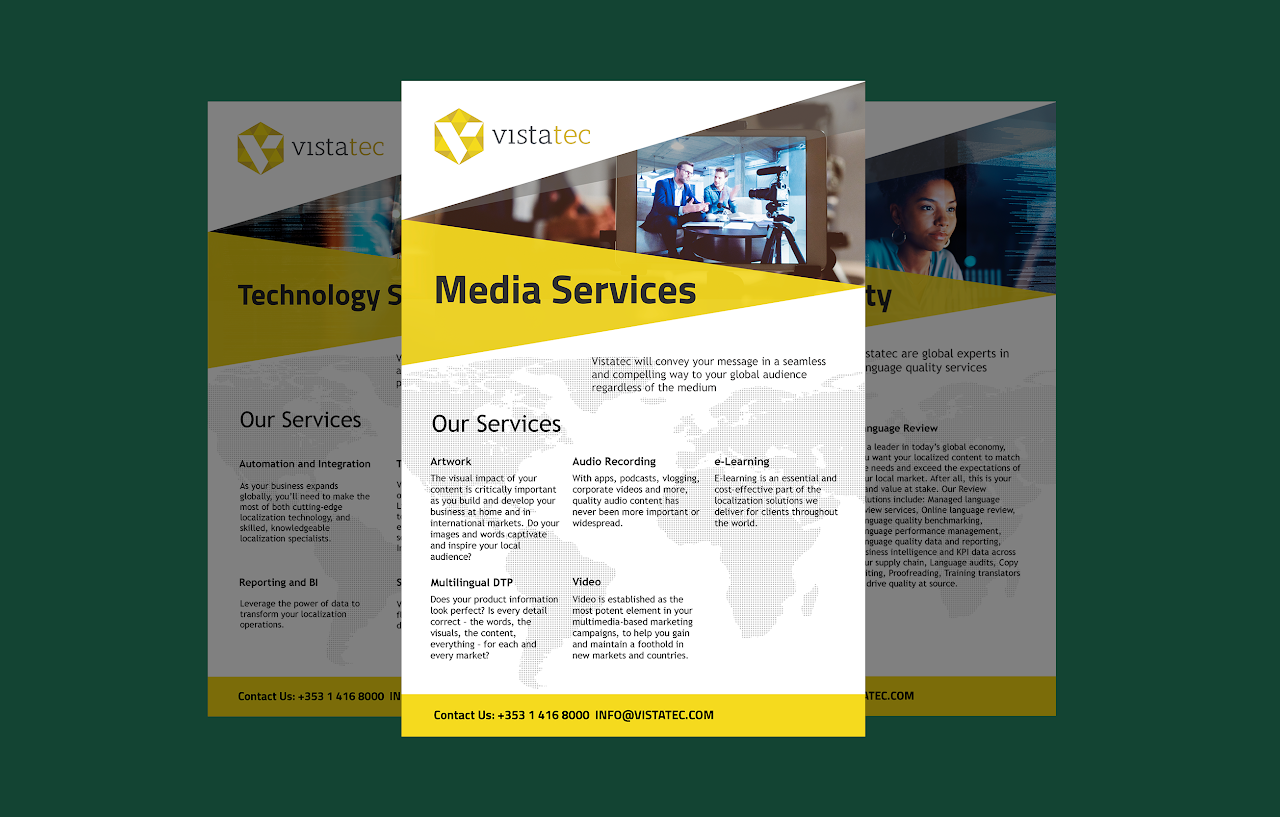 vistatec
Technology S
Our Services
Automation and Integration
As your business expands
globally, you'll need to make the
most of both cutting-edge
localization technology, and
skilled, knowledgeable
localization specialists.
Reporting and BI
Leverage the power of data to
transform your localization
operations.
Contact Us: +353 1 416 8000 IN
vistatec
Media Services
Vistatec will convey your message in a seamless
and compelling way to your global audience
regardless of the medium
Our Services
Artwork
The visual impact of your
content is critically important
as you build and develop your
business at home and in
international markets. Do your
images and words captivate
and inspire your local
audience?
Audio Recording
With apps, podcasts, vlogging,
corporate videos and more,
quality audio content has
never been more important or
widespread.
e-Learning
E-learning is an essential and
cost-effective part of the
localization solutions we
deliver for clients throughout
the world.
Multilingual DTP
Does your product information
look perfect? Is every detail
correct - the words, the
visuals, the content,
everything - for each and
every market?
Video
Video is established as the
most potent element in your
multimedia-based marketing
campaigns, to help you gain
and maintain a foothold in
new markets and countries.
Contact Us: +353 1 416 8000 INFO@VISTATEC.COM
ty
istatec are global experts in
nguage quality services
anguage Review
a leader in today's global economy,
u want your localized content to match
e needs and exceed the expectations of
ur local market. After all, this is your
and value at stake. Our Review
lutions include: Managed language
view services, Online language review,
nguage quality benchmarking,
nguage performance management,
nguage quality data and reporting,
siness intelligence and KPI data across
ur supply chain, Language audits, Copy
iting, Proofreading, Training translators
drive quality at source.
ATEC.COM